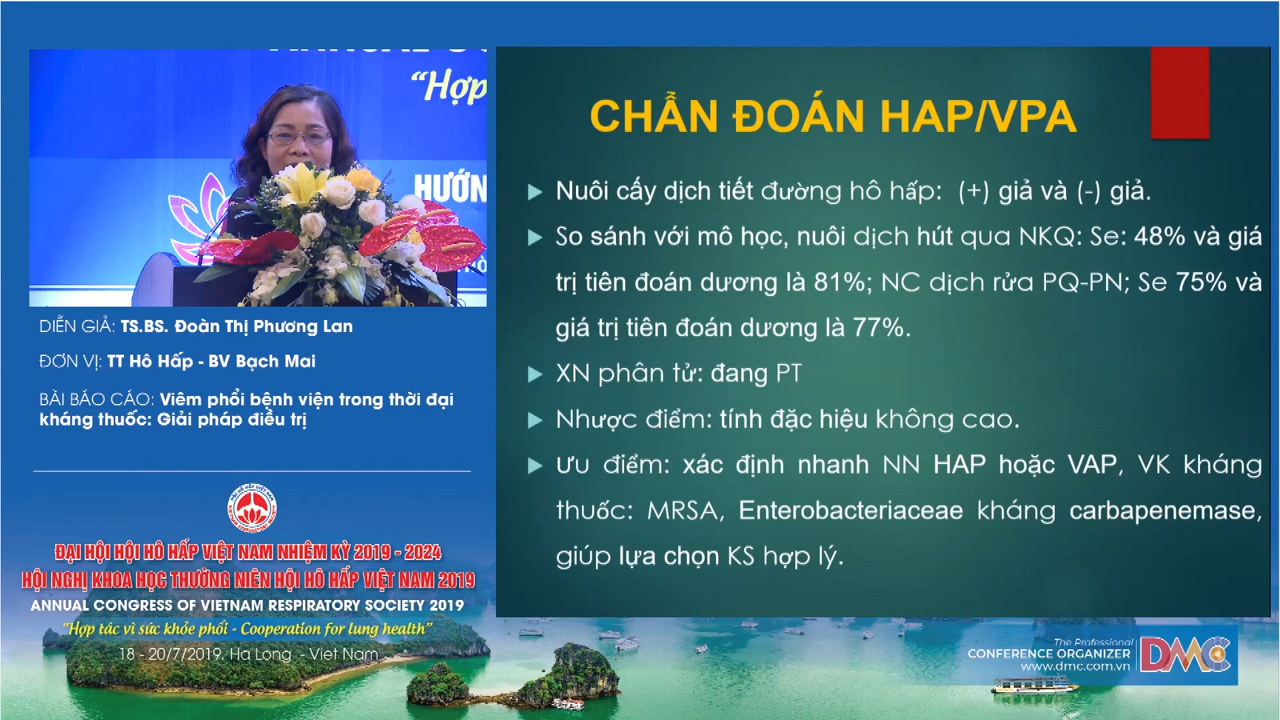 “Hợp
HƯỚN
DIỄN GIẢ: TS.BS. Đoàn Thị Phương Lan
ĐƠN VỊ: TT Hô Hấp - BV Bạch Mai
BÀI BÁO CÁO: Viêm phổi bệnh viện trong thời đại
kháng thuốc: Giải pháp điều trị
ĐẠI HỘI HỘI HÔ HẤP VIỆT NAM NHIỆM KỲ 2019 - 2024
HỘI NGHỊ KHOA HỌC THƯỜNG NIÊN HỘI HÔ HẤP VIỆT NAM 2019
ANNUAL CONGRESS OF VIETNAM RESPIRATORY SOCIETY 2019
“Hợp tác vì sức khỏe phổi - Cooperation for lung health”
18 - 20/7/2019. Ha Long - Viet Nam
CHẨN ĐOÁN HAP/VPA
Nuôi cấy dịch tiết đường hô hấp: (+) giả và (-) giả.
So sánh với mô học, nuôi dịch hút qua NKQ: Se: 48% và giá
trị tiên đoán dương là 81%; NC dịch rửa PQ-PN; Se 75% và
giá trị tiên đoán dương là 77%.
XN phân tử: đang PT
Nhược điểm: tính đặc hiệu không cao.
Ưu điểm: xác định nhanh NN HAP hoặc VAP, VK kháng
thuốc: MRSA, Enterobacteriaceae kháng carbapenemase,
giúp lựa chọn KS hợp lý.
The Professional
CONFERENCE ORGANIZER
www.dmc.com.vn
DMC